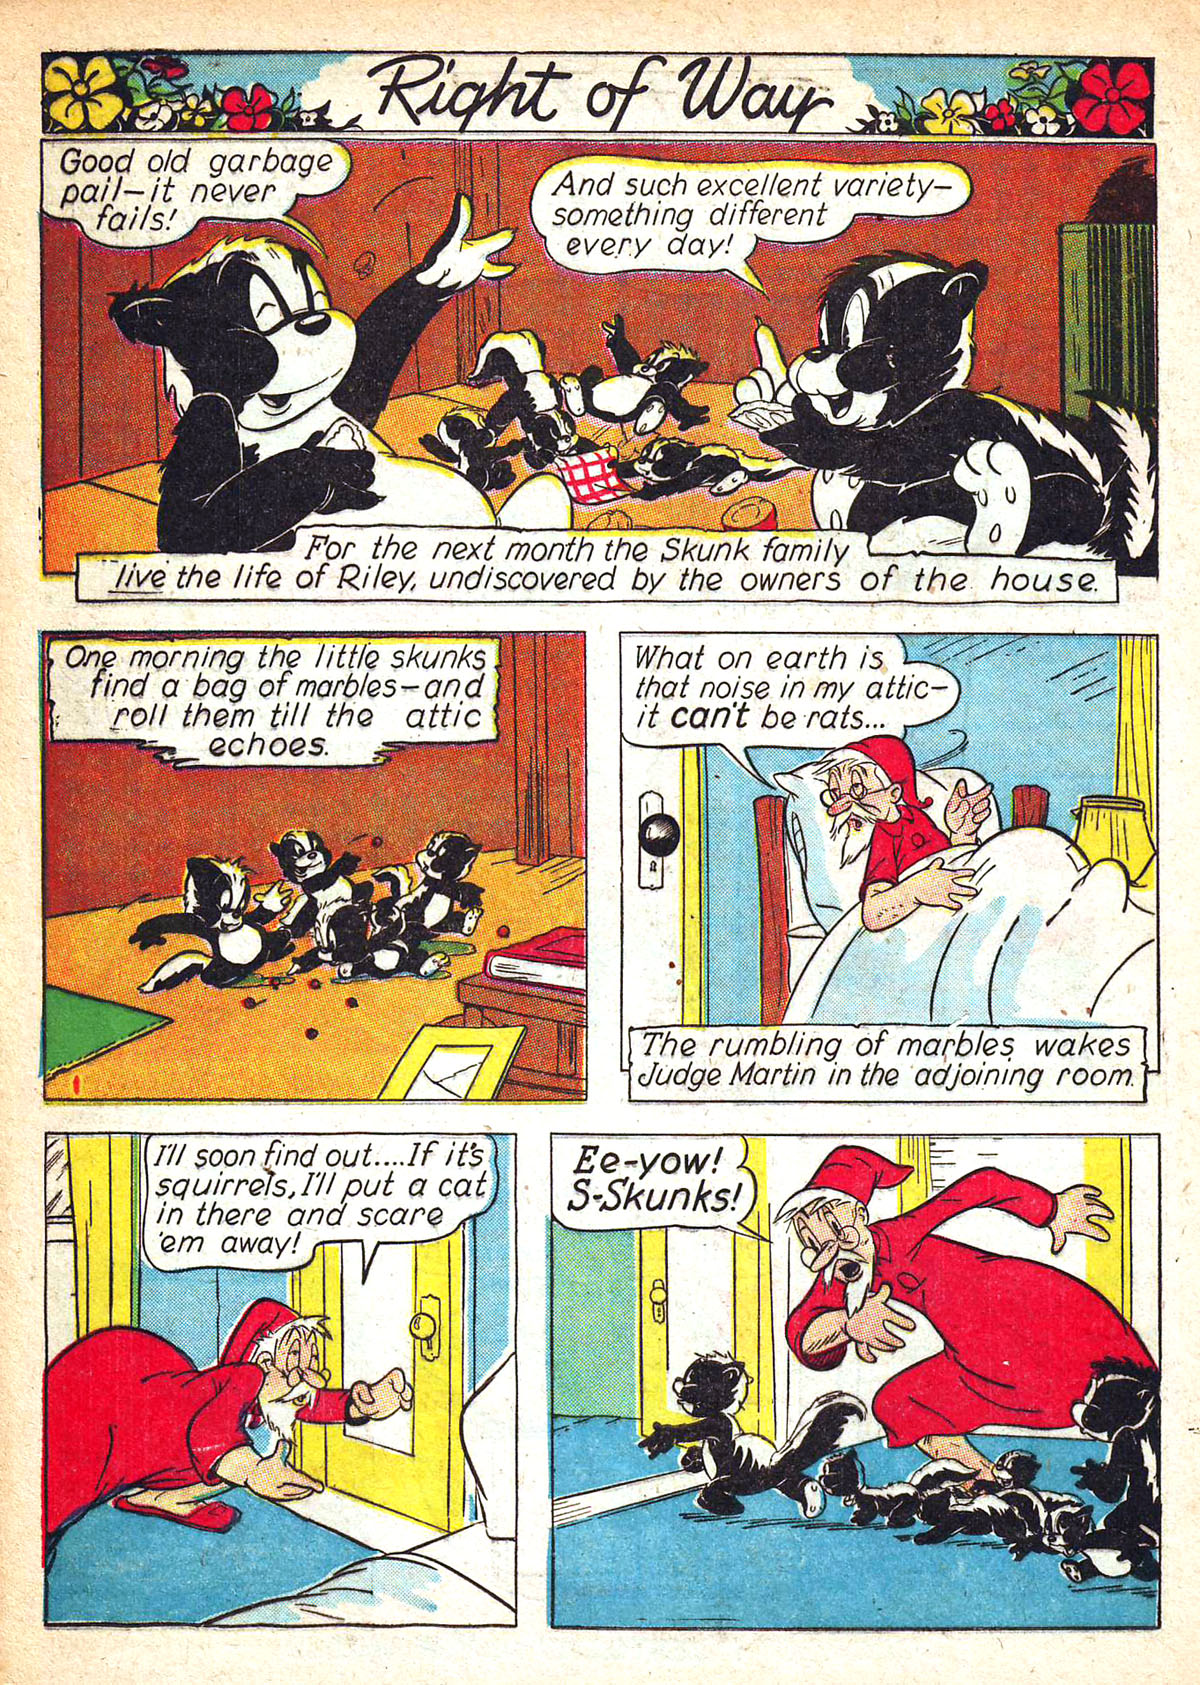 Right of Way
Good old garbage
pail—it never
fails!
And such excellent variety—
something different
every day!
For the next month the Skunk family
live the life of Riley, undiscovered by the owners of the house.
One morning the little skunks
find a bag of marbles—and
roll them till the attic
echoes.
What on earth is
that noise in my attic—
it can't be rats...
The rumbling of marbles wakes
Judge Martin in the adjoining room.
I'll soon find out....If it's
squirrels, I'll put a cat
in there and scare
'em away!
Ee-yow!
S-Skunks!